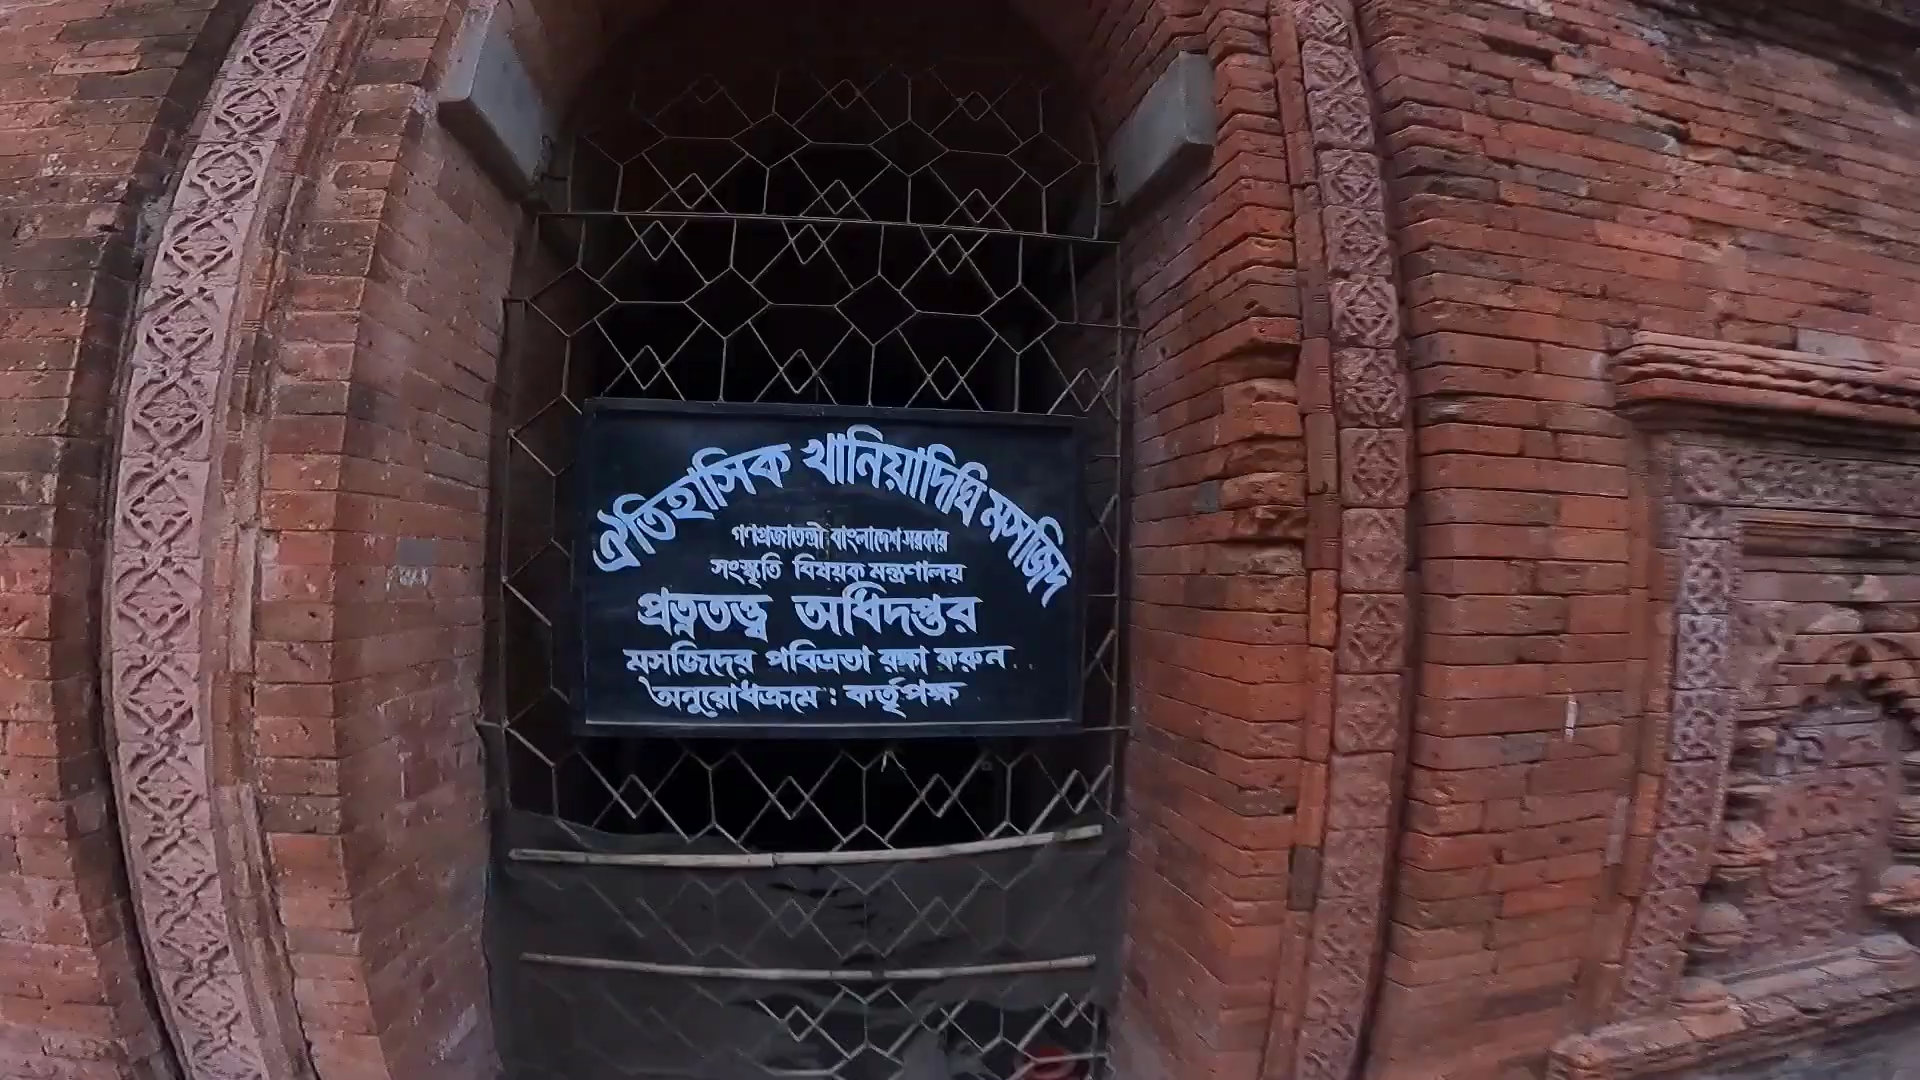 ঐতিহাসিক খানিয়াদিঘি মসজিদ
গণপ্রজাতন্ত্রী বাংলাদেশ সরকার
সংস্কৃতি বিষয়ক মন্ত্রণালয়
প্রত্নতত্ত্ব অধিদপ্তর
মসজিদের পবিত্রতা রক্ষা করুন..
অনুরোধক্রমে : কর্তৃপক্ষ